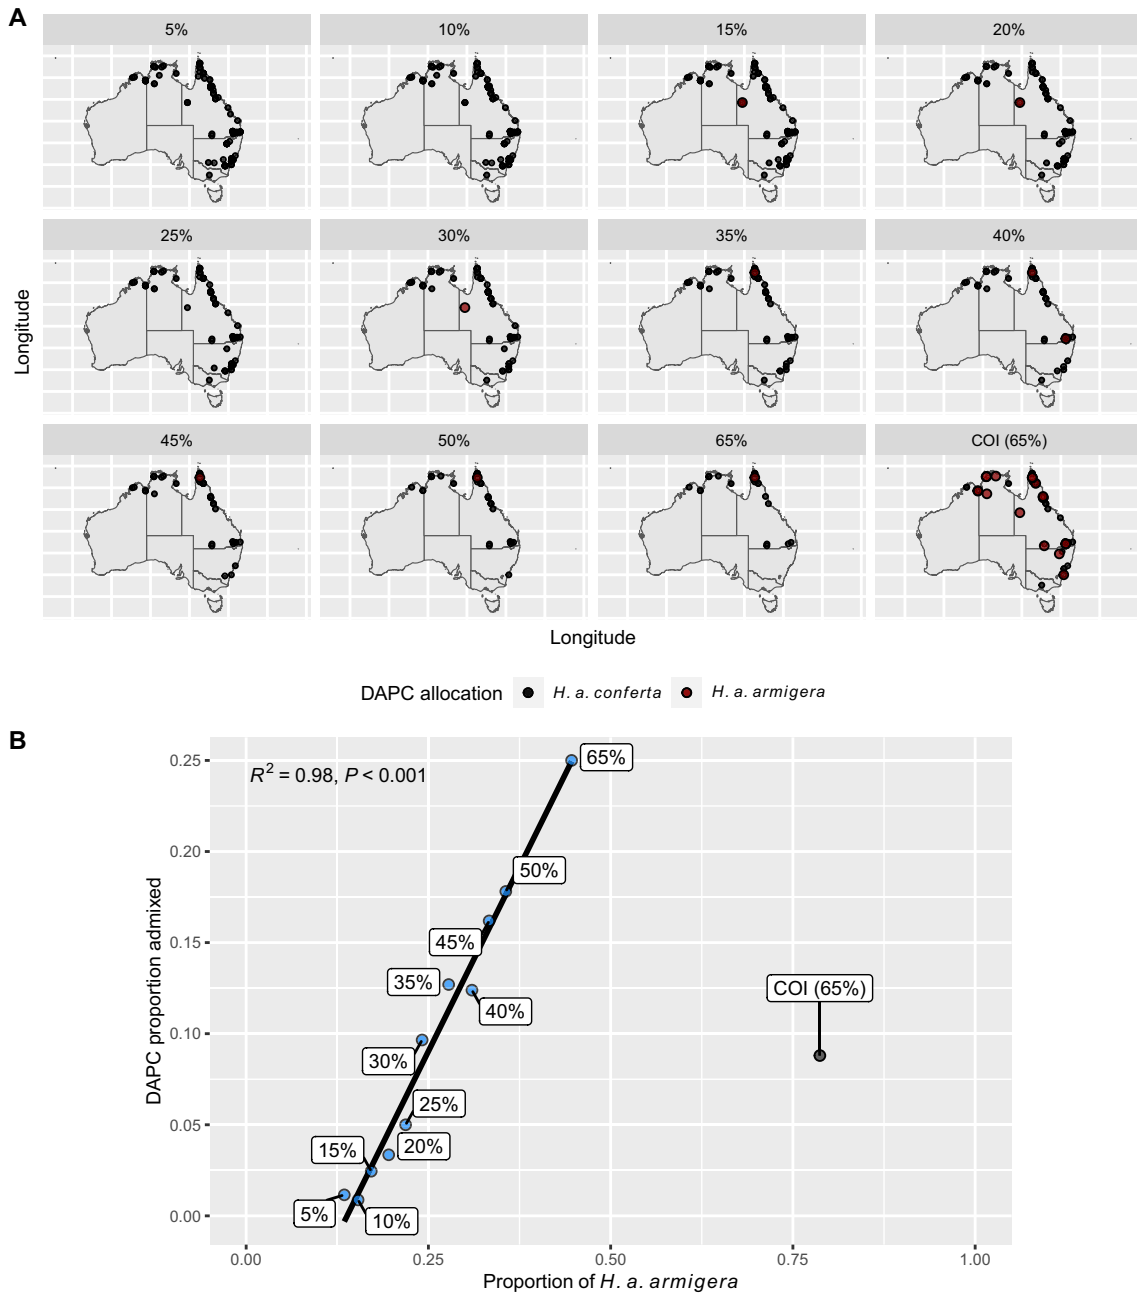 A
5% 10% 15% 20%
25% 30% 35% 40%
45% 50% 65% COI (65%)
Longitude
Longitude
DAPC allocation H. a. conferta H. a. armigera
B
R² = 0.98, P < 0.001
65%
50%
45%
35%
40%
30%
25%
20%
15%
5%
10%
COI (65%)
0.25
0.20
0.15
0.10
0.05
0.00
DAPC proportion admixed
0.00 0.25 0.50 0.75 1.00
Proportion of H. a. armigera